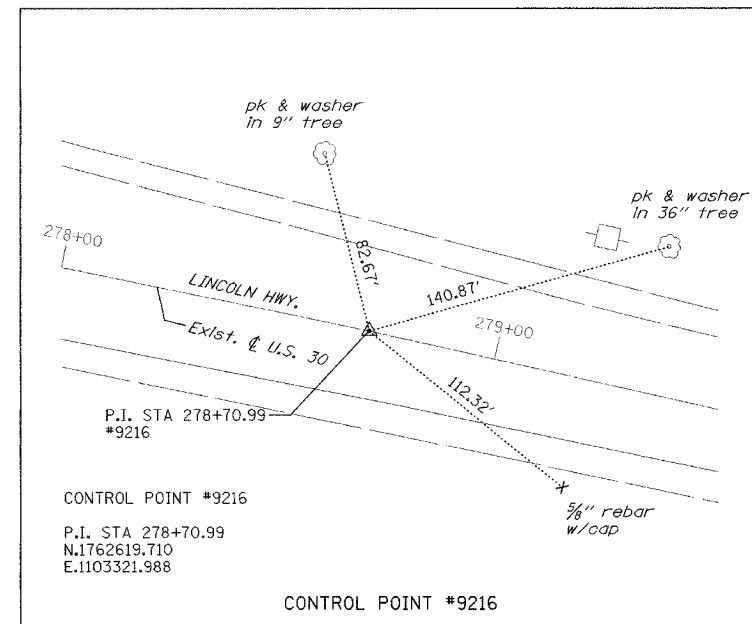 pk & washer
in 9" tree
pk & washer
in 36" tree
278+00
82.67'
LINCOLN HWY.
140.87'
279+00
Exist. ℄ U.S. 30
112.32'
P.I. STA 278+70.99
#9216
5/8" rebar
w/cap
CONTROL POINT #9216
P.I. STA 278+70.99
N.1762619.710
E.1103321.988
CONTROL POINT #9216